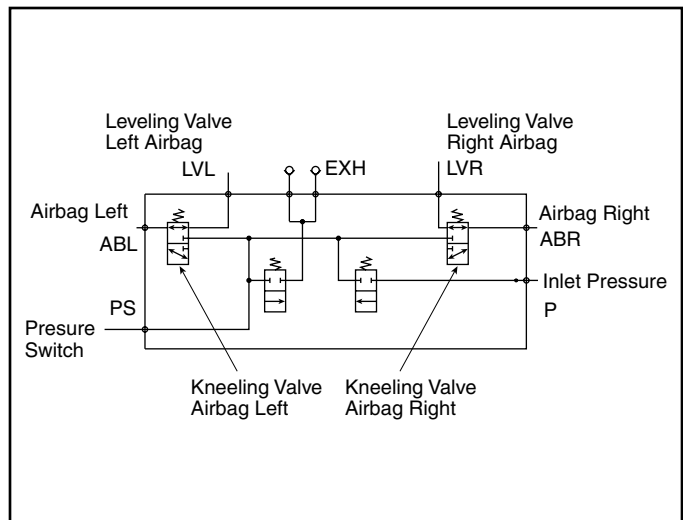 Leveling Valve
Left Airbag
Leveling Valve
Right Airbag
LVL
EXH
LVR
Airbag Left
ABL
Airbag Right
ABR
Inlet Pressure
P
PS
Presure
Switch
Kneeling Valve
Airbag Left
Kneeling Valve
Airbag Right